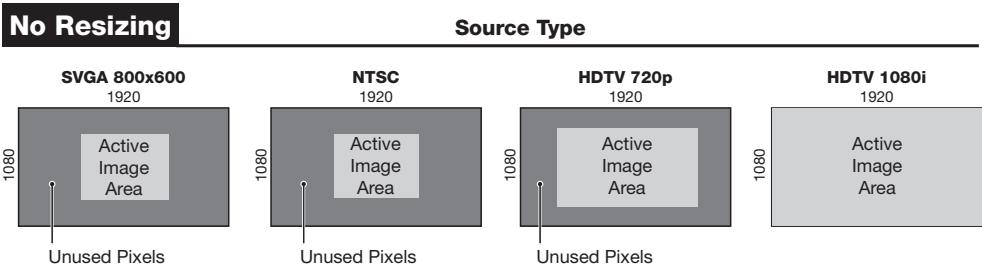 No Resizing
Source Type
SVGA 800x600
1920
1080
Active
Image
Area
Unused Pixels
NTSC
1920
1080
Active
Image
Area
Unused Pixels
HDTV 720p
1920
1080
Active
Image
Area
Unused Pixels
HDTV 1080i
1920
1080
Active
Image
Area